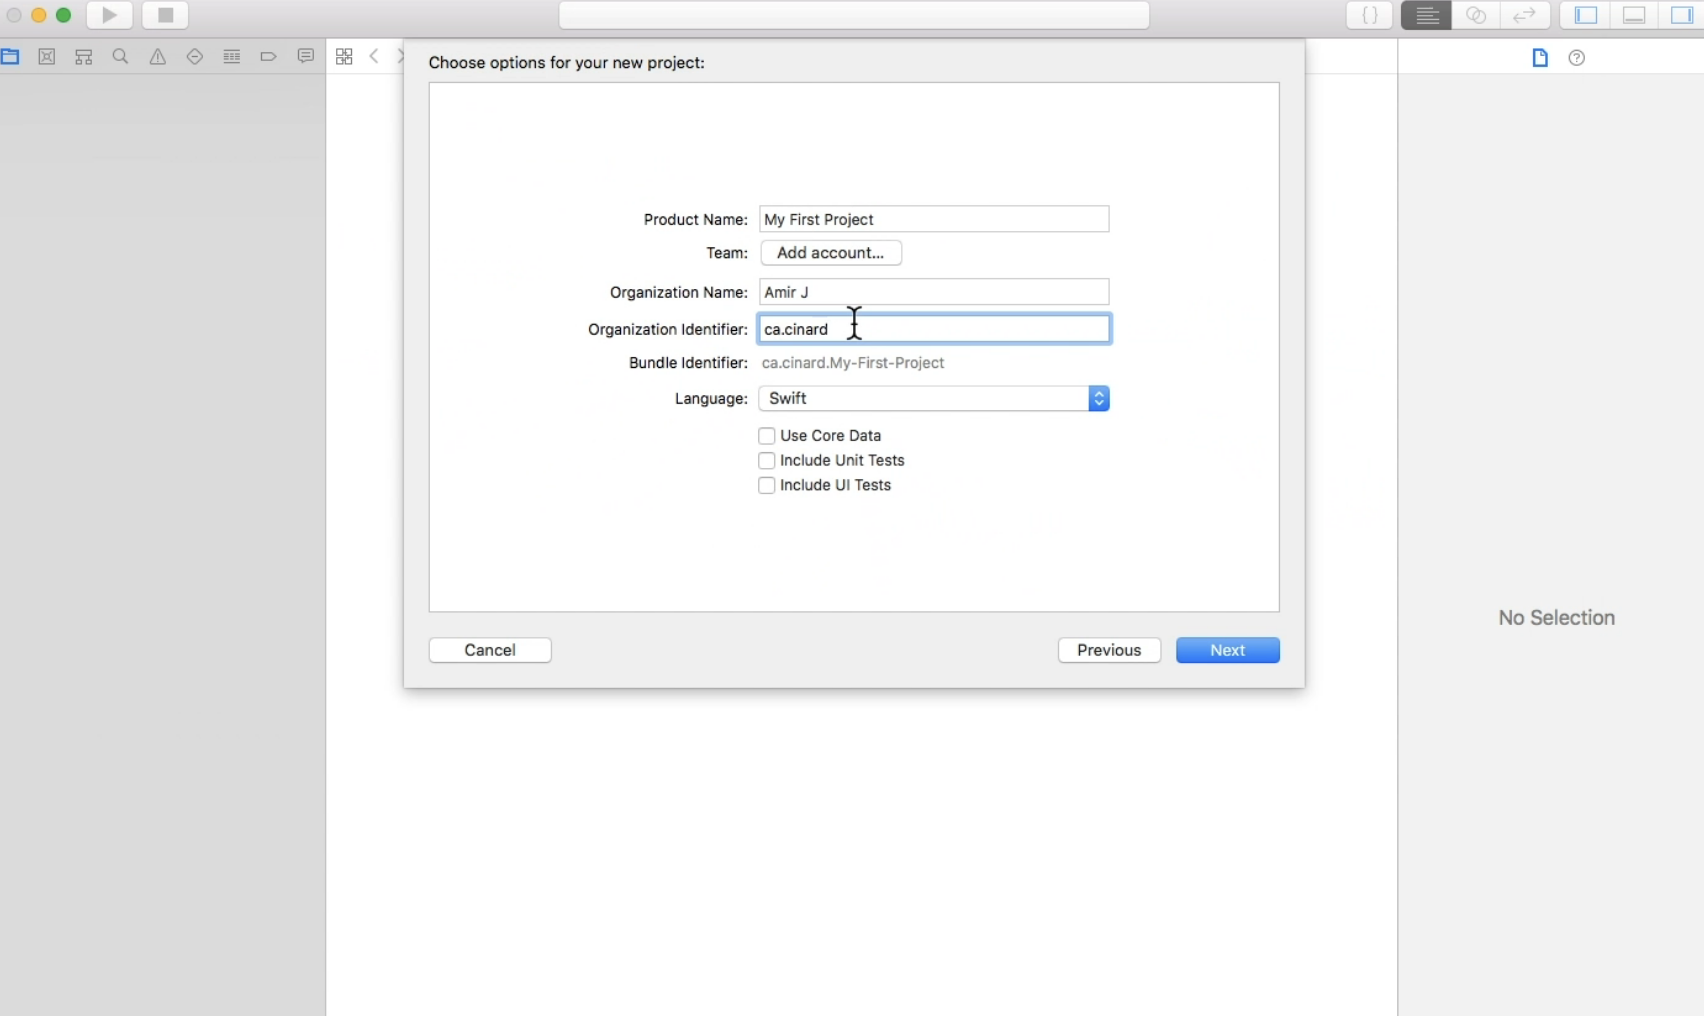 Choose options for your new project:
Product Name: My First Project
Team: Add account...
Organization Name: Amir J
Organization Identifier: ca.cinard
Bundle Identifier: ca.cinard.My-First-Project
Language: Swift
Use Core Data
Include Unit Tests
Include UI Tests
No Selection
Cancel Previous Next